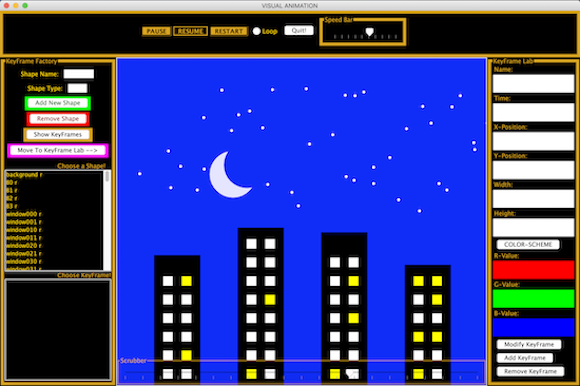 VISUAL ANIMATION
PAUSE RESUME RESTART Loop Quit!
Speed Bar
KeyFrame Factory
Shape Name:
Shape Type:
Add New Shape
Remove Shape
Show KeyFrames
Move To KeyFrame Lab -->
Choose a Shape!
background r
B0 r
B1 r
B2 r
B3 r
window000 r
window001 r
window010 r
window011 r
window020 r
window021 r
window030 r
window031 r
Choose KeyFrame!
Scrubber
KeyFrame Lab
Name:
Time:
X-Position:
Y-Position:
Width:
Height:
COLOR-SCHEME
R-Value:
G-Value:
B-Value:
Modify KeyFrame
Add KeyFrame
Remove KeyFrame